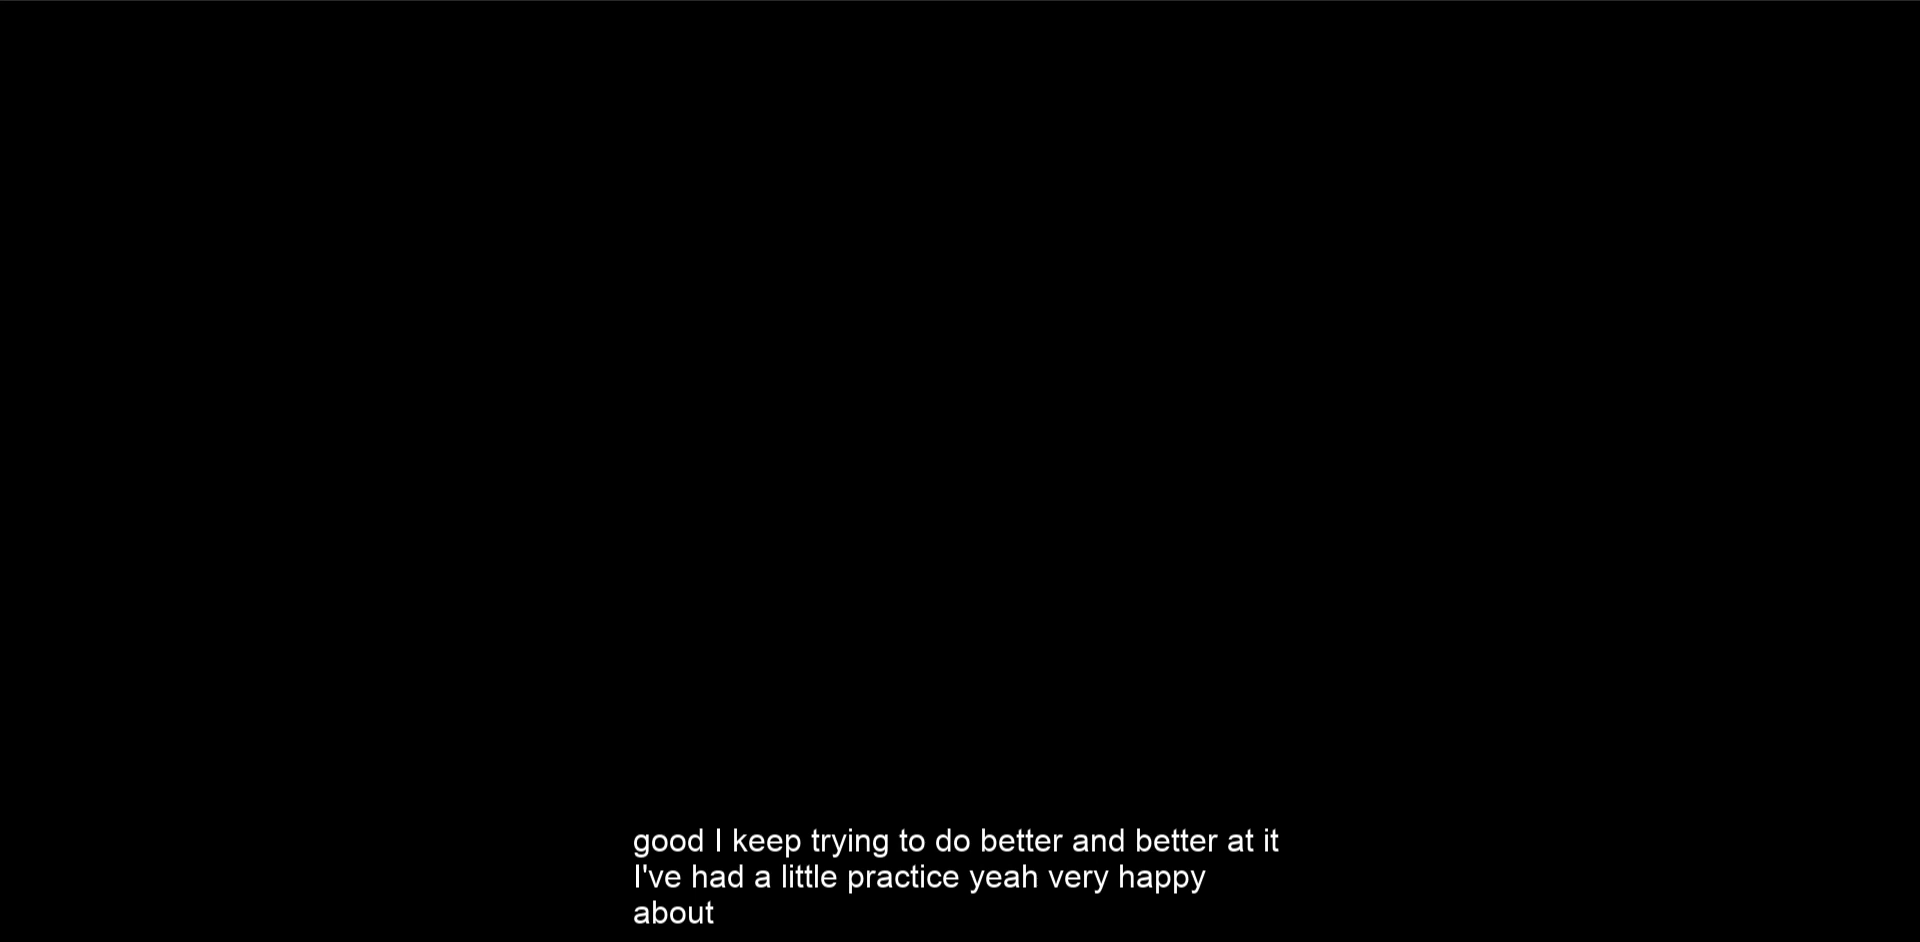 good I keep trying to do better and better at it
I've had a little practice yeah very happy
about